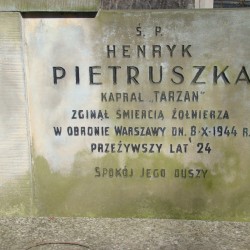 Ś. P.
HENRYK
PIETRUSZKA
KAPRAL „TARZAN”
ZGINĄŁ ŚMIERCIĄ ŻOŁNIERZA
W OBRONIE WARSZAWY DN. 8-X-1944 R.
PRZEŻYWSZY LAT 24
SPOKÓJ JEGO DUSZY